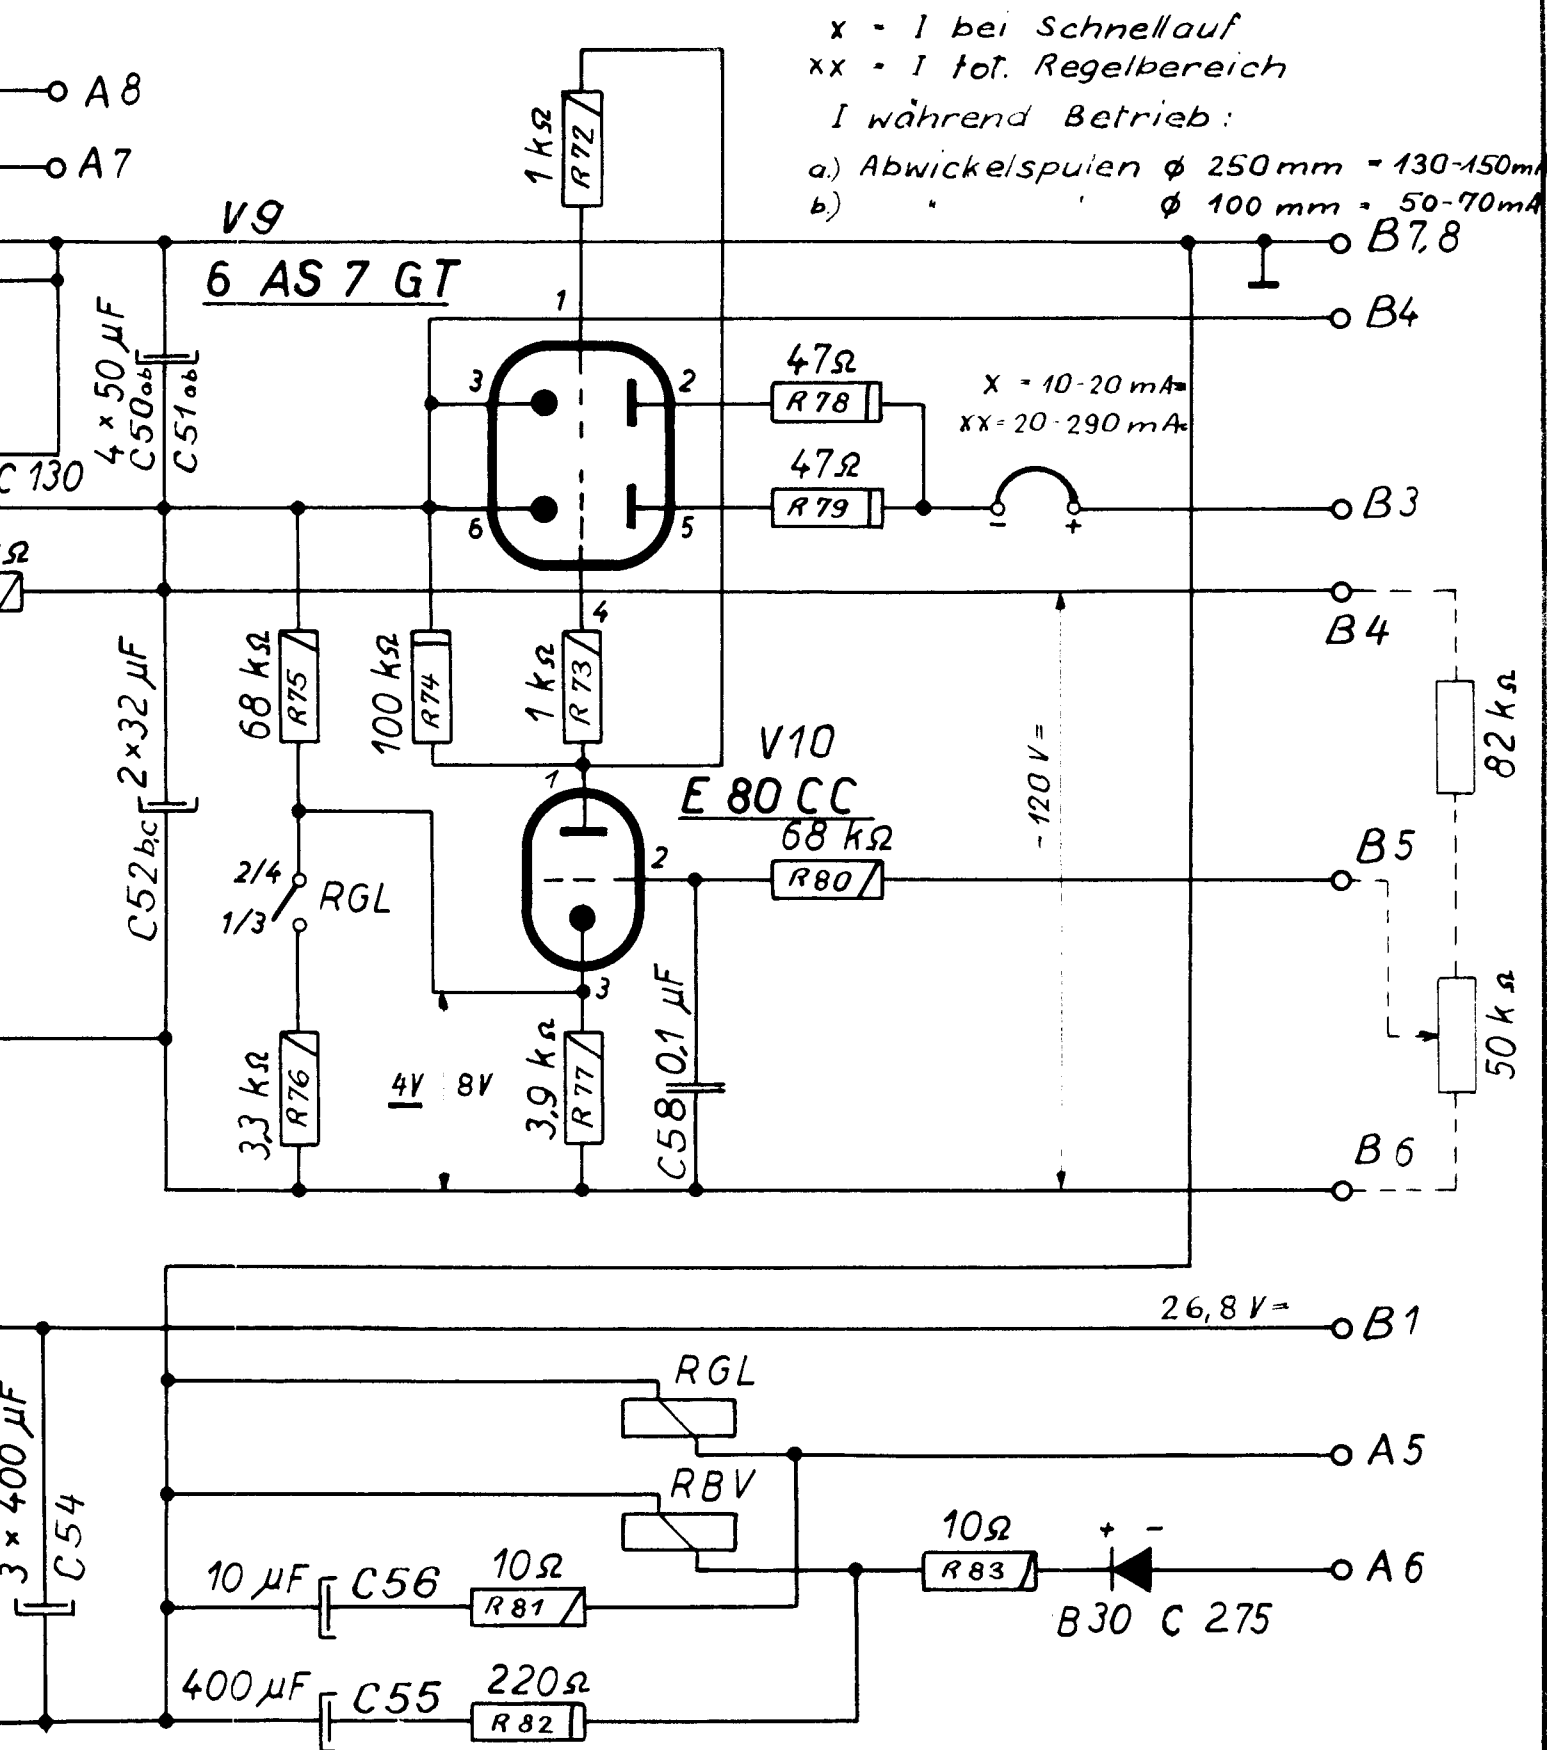 x - I bei Schnellauf
xx - I tot. Regelbereich
I während Betrieb :
a.) Abwickelspulen ϕ 250 mm = 130-150mA
b.) " " ϕ 100 mm = 50-70mA
A8
A7
1 kΩ
R72
V9
6 AS 7 GT
B7,8
B4
1
3
2
6
5
4
4 × 50 µF
C50ab
C51ab
C 130
47Ω
R78
47Ω
R79
x = 10-20 mA=
xx = 20-290 mA=
-
+
B3
Ω
B4
68 kΩ
R75
100 kΩ
R74
1 kΩ
R73
2×32 µF
C52b,c
V10
E 80 CC
1
2
3
68 kΩ
R80
-120 V=
82 kΩ
B5
2/4
1/3
RGL
50 kΩ
3,3 kΩ
R76
4V
8V
3,9 kΩ
R77
C58 0,1 µF
B6
26,8 V=
B1
RGL
A5
RBV
3 × 400 µF
C54
10 µF
C56
10Ω
R81
10Ω
R83
+ -
A6
B30 C 275
400 µF
C55
220Ω
R82